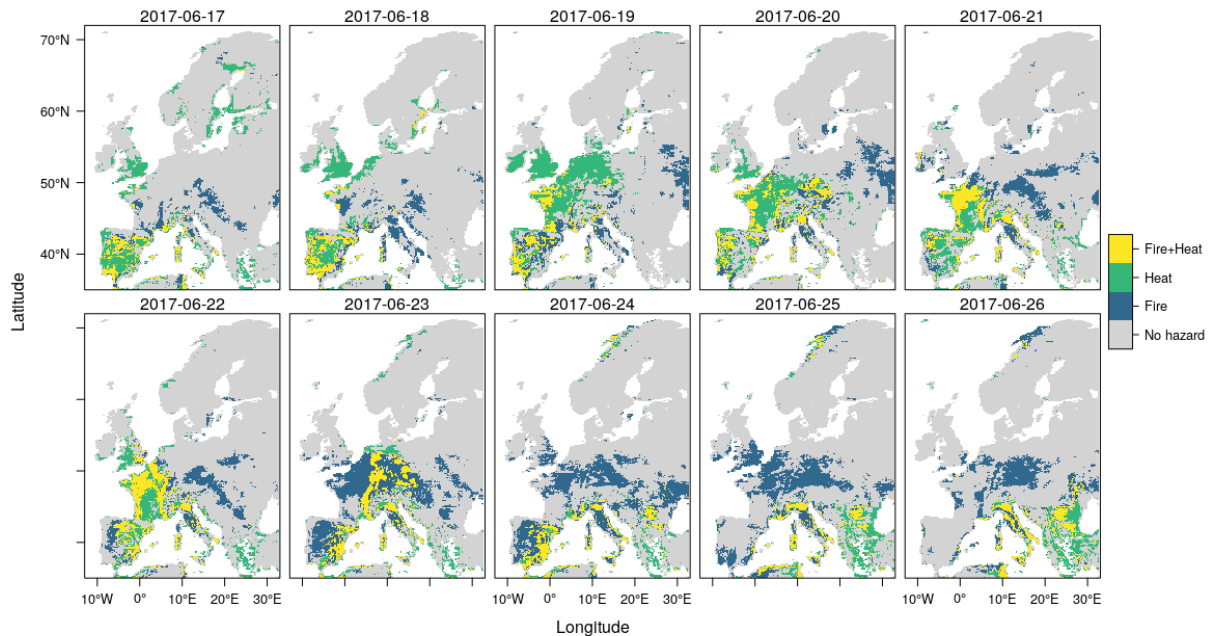 2017-06-17 2017-06-18 2017-06-19 2017-06-20 2017-06-21
70°N
60°N
50°N
40°N
Latitude
Fire+Heat
Heat
Fire
No hazard
2017-06-22 2017-06-23 2017-06-24 2017-06-25 2017-06-26
10°W 0° 10°E 20°E 30°E 10°W 0° 10°E 20°E 30°E 10°W 0° 10°E 20°E 30°E
Longitude